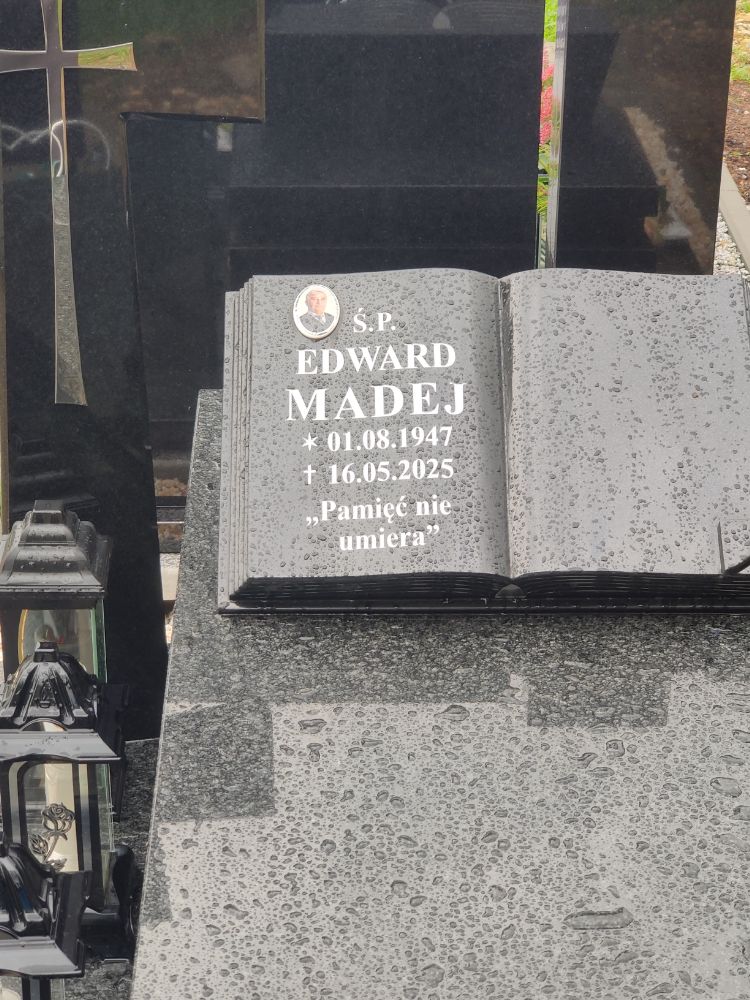 Ś.P.
EDWARD
MADEJ
✶ 01.08.1947
† 16.05.2025
„Pamięć nie
umiera”